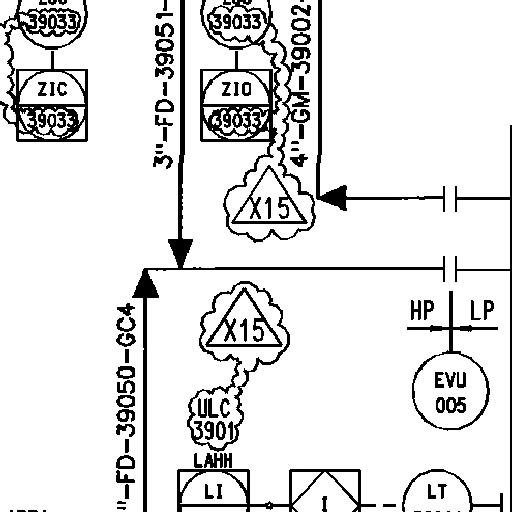 39033
39033
3"-FD-39051-
4"-GM-39002-
ZIC
39033
ZIO
39033
X15
HP
LP
X15
"-FD-39050-GC4
EVU
005
ULC
3901
LAHH
LI
I
LT